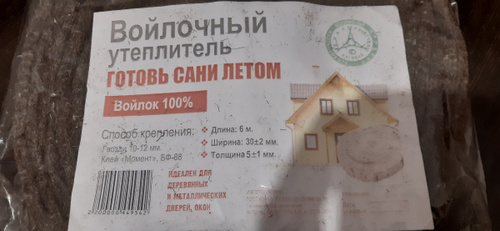 Войлочный
утеплитель
ГОТОВЬ САНИ ЛЕТОМ
Войлок 100%
Способ крепления:
Гвозди 10-12 мм.
Клей «Момент», БФ-88
Длина: 6 м.
Ширина: 30±2 мм.
Толщина 5±1 мм.
ИДЕАЛЕН ДЛЯ
ДЕРЕВЯННЫХ
И МЕТАЛЛИЧЕСКИХ
ДВЕРЕЙ, ОКОН